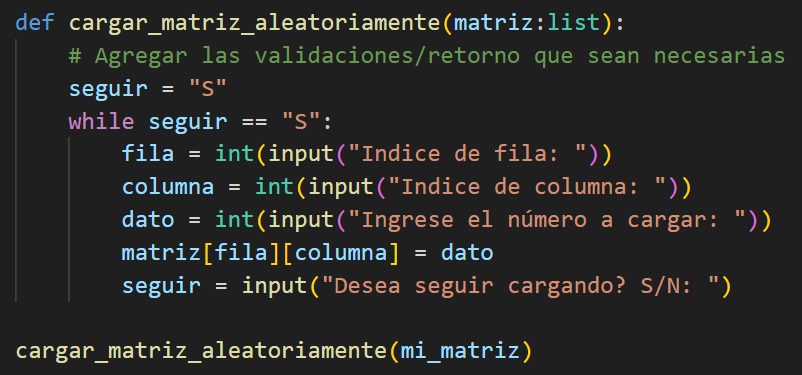 def cargar_matriz_aleatoriamente(matriz:list):
    # Agregar las validaciones/retorno que sean necesarias
    seguir = "S"
    while seguir == "S":
        fila = int(input("Indice de fila: "))
        columna = int(input("Indice de columna: "))
        dato = int(input("Ingrese el número a cargar: "))
        matriz[fila][columna] = dato
        seguir = input("Desea seguir cargando? S/N: ")

cargar_matriz_aleatoriamente(mi_matriz)